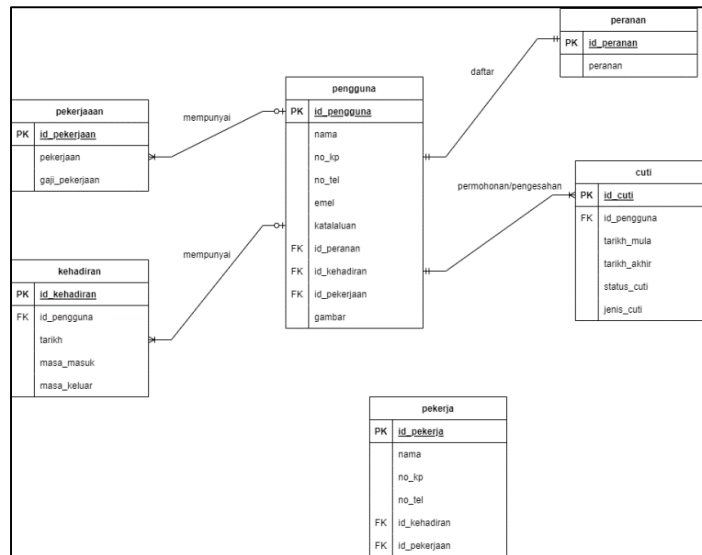 peranan
PK id_peranan
peranan
daftar
pengguna
PK id_pengguna
nama
no_kp
no_tel
emel
katalaluan
FK id_peranan
FK id_kehadiran
FK id_pekerjaan
gambar
pekerjaaan
PK id_pekerjaan
pekerjaan
gaji_pekerjaan
mempunyai
cuti
PK id_cuti
FK id_pengguna
tarikh_mula
tarikh_akhir
status_cuti
jenis_cuti
permohonan/pengesahan
mempunyai
kehadiran
PK id_kehadiran
FK id_pengguna
tarikh
masa_masuk
masa_keluar
pekerja
PK id_pekerja
nama
no_kp
no_tel
FK id_kehadiran
FK id_pekerjaan